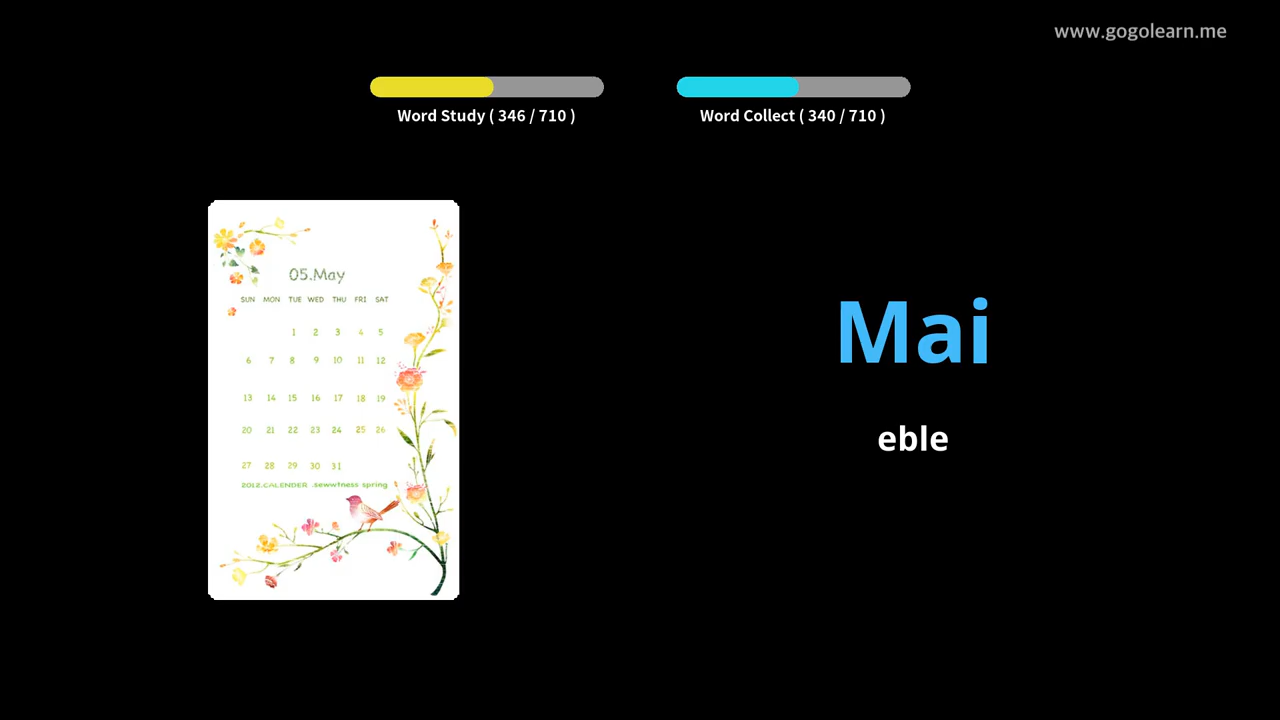 www.gogolearn.me
Word Study ( 346 / 710 )
Word Collect ( 340 / 710 )
05.May
SUN MON TUE WED THU FRI SAT
1 2 3 4 5
6 7 8 9 10 11 12
13 14 15 16 17 18 19
20 21 22 23 24 25 26
27 28 29 30 31
2012.CALENDER .sewwtness spring
Mai
eble